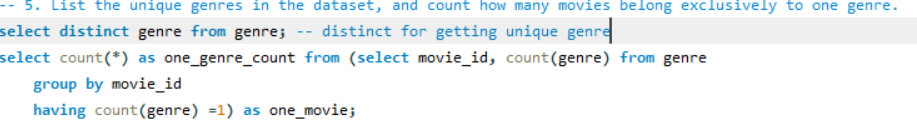 -- 5. List the unique genres in the dataset, and count how many movies belong exclusively to one genre.
select distinct genre from genre; -- distinct for getting unique genre
select count(*) as one_genre_count from (select movie_id, count(genre) from genre
group by movie_id
having count(genre) =1) as one_movie;